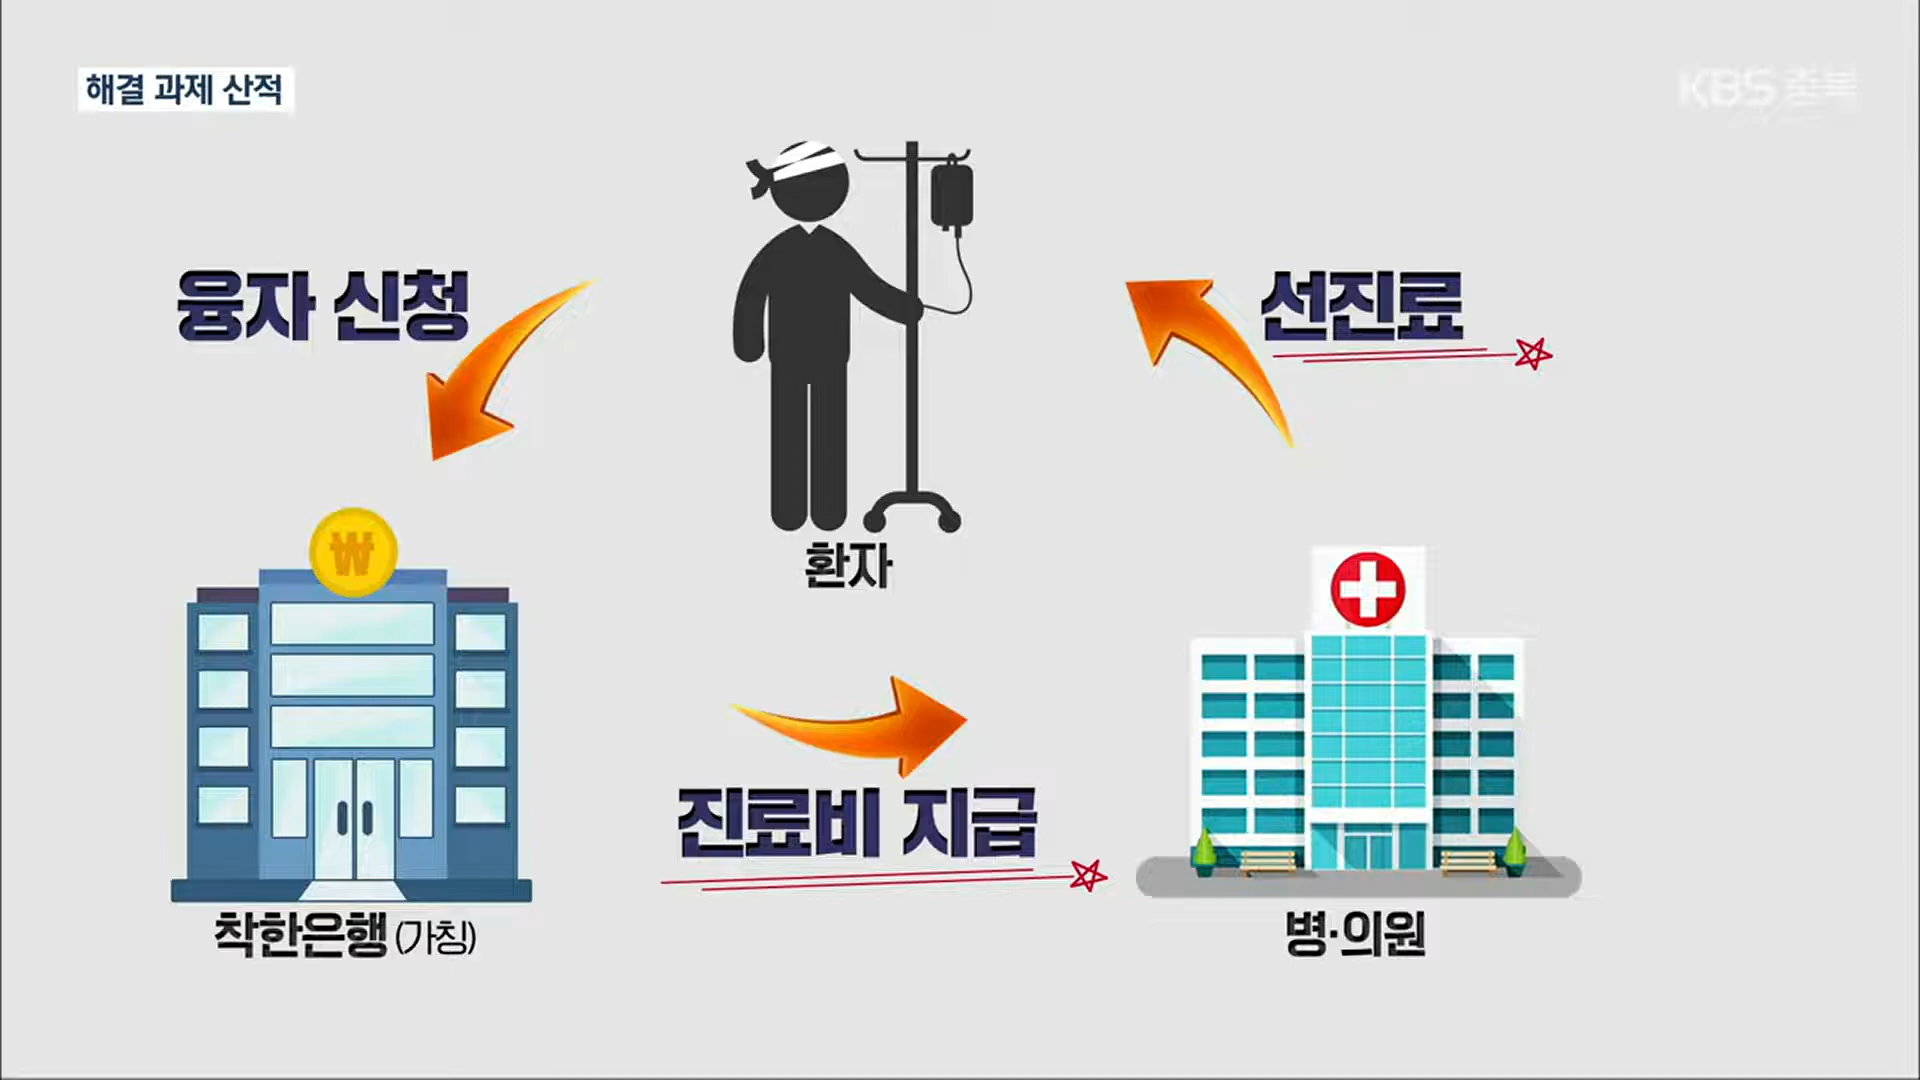 해결 과제 산적
KBS 충북
융자 신청
선진료
환자
₩
진료비 지급
착한은행 (가칭)
병·의원